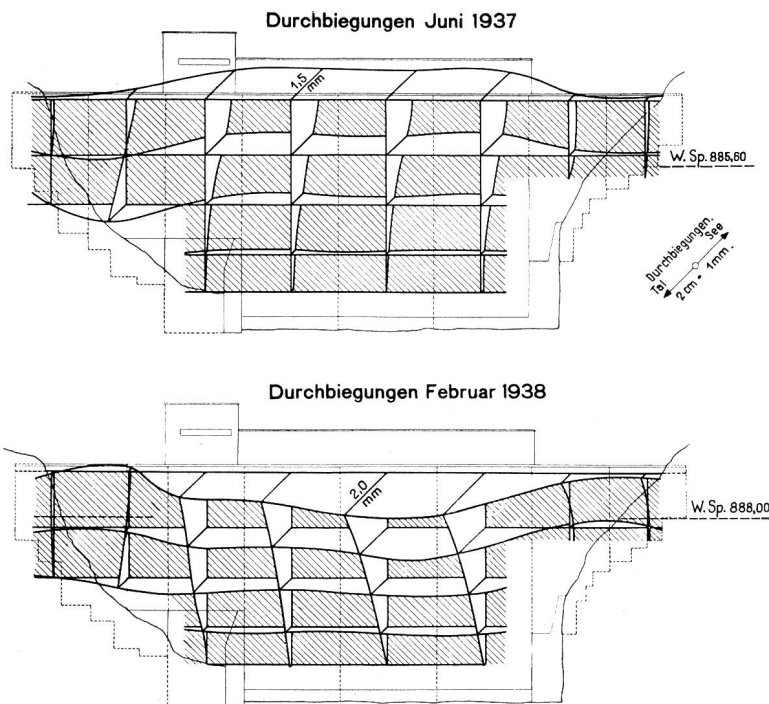 Durchbiegungen Juni 1937
1,5
mm
W. Sp. 885,60
Durchbiegungen.
See
Tal
2 cm = 1 mm.
Durchbiegungen Februar 1938
2.0
mm
W. Sp. 888,00